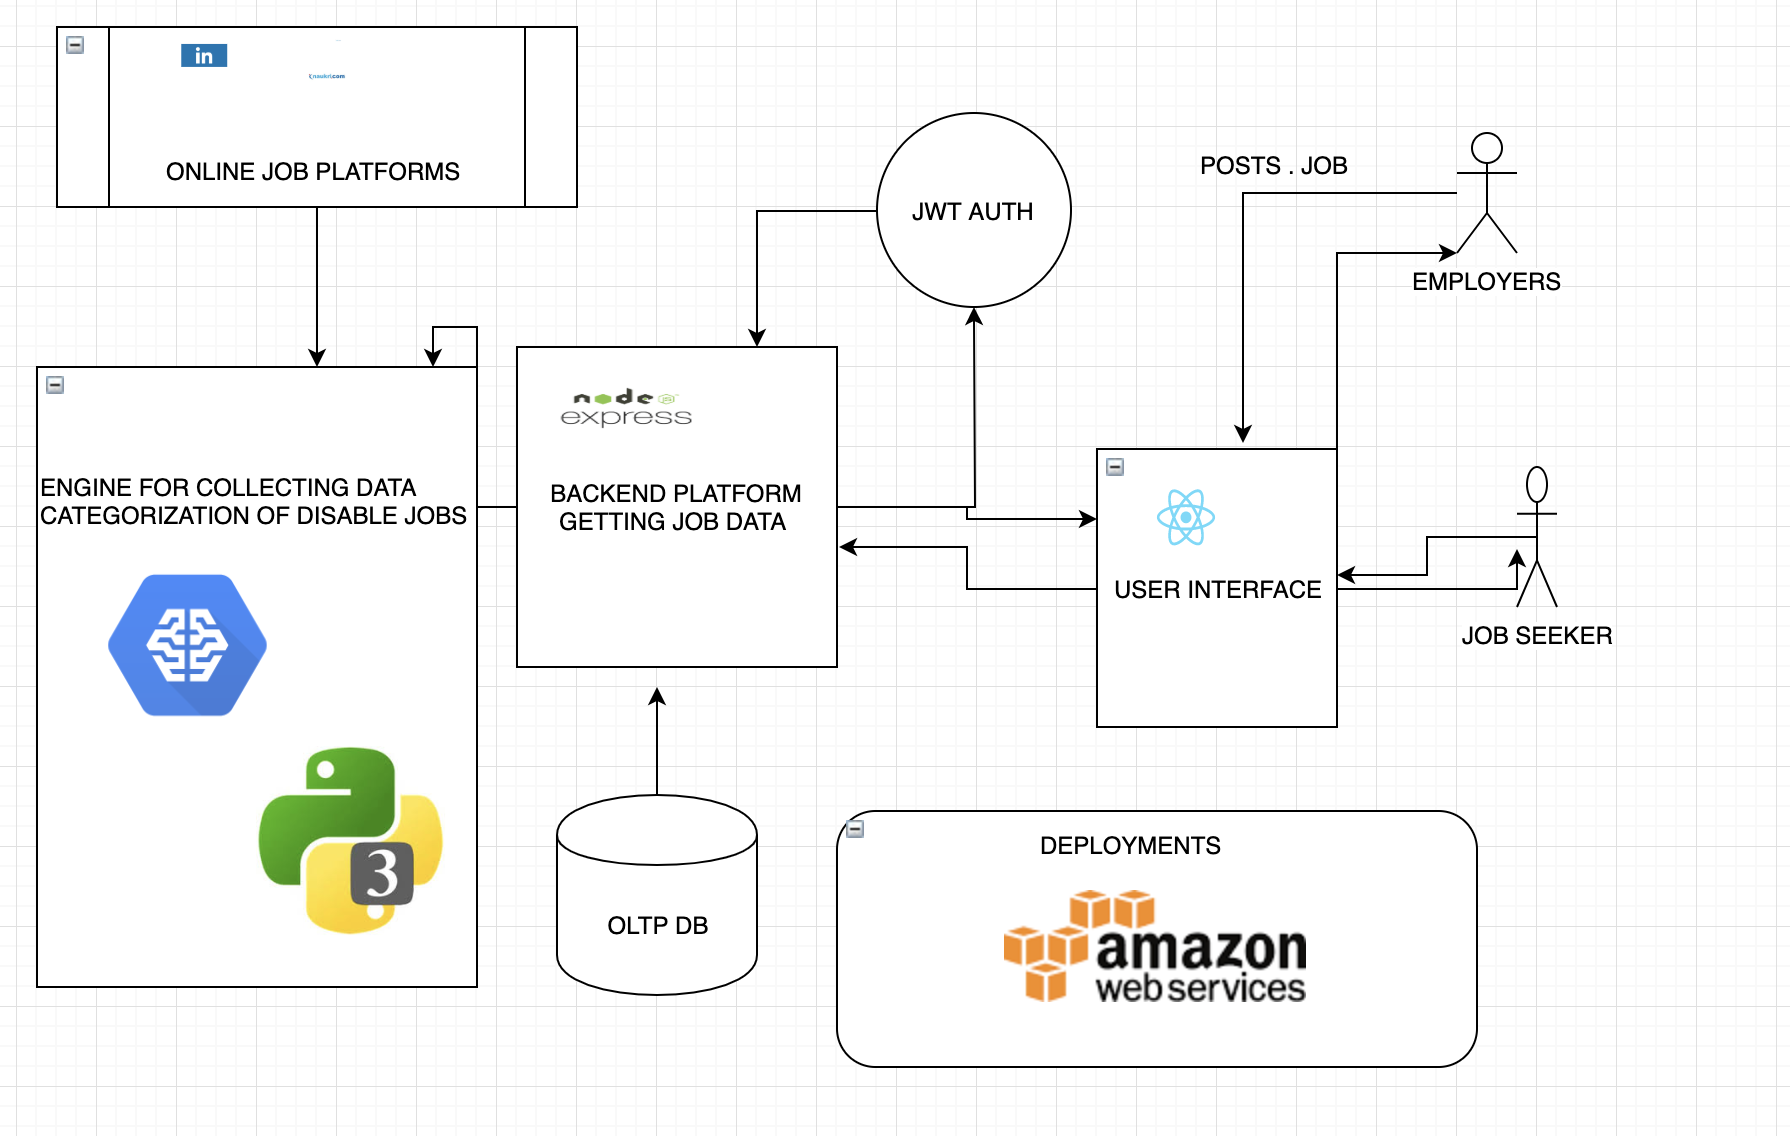 in
naukri.com
ONLINE JOB PLATFORMS
JWT AUTH
POSTS . JOB
EMPLOYERS
node
JS
express
ENGINE FOR COLLECTING DATA
CATEGORIZATION OF DISABLE JOBS
BACKEND PLATFORM
GETTING JOB DATA
USER INTERFACE
JOB SEEKER
3
OLTP DB
DEPLOYMENTS
amazon
web services